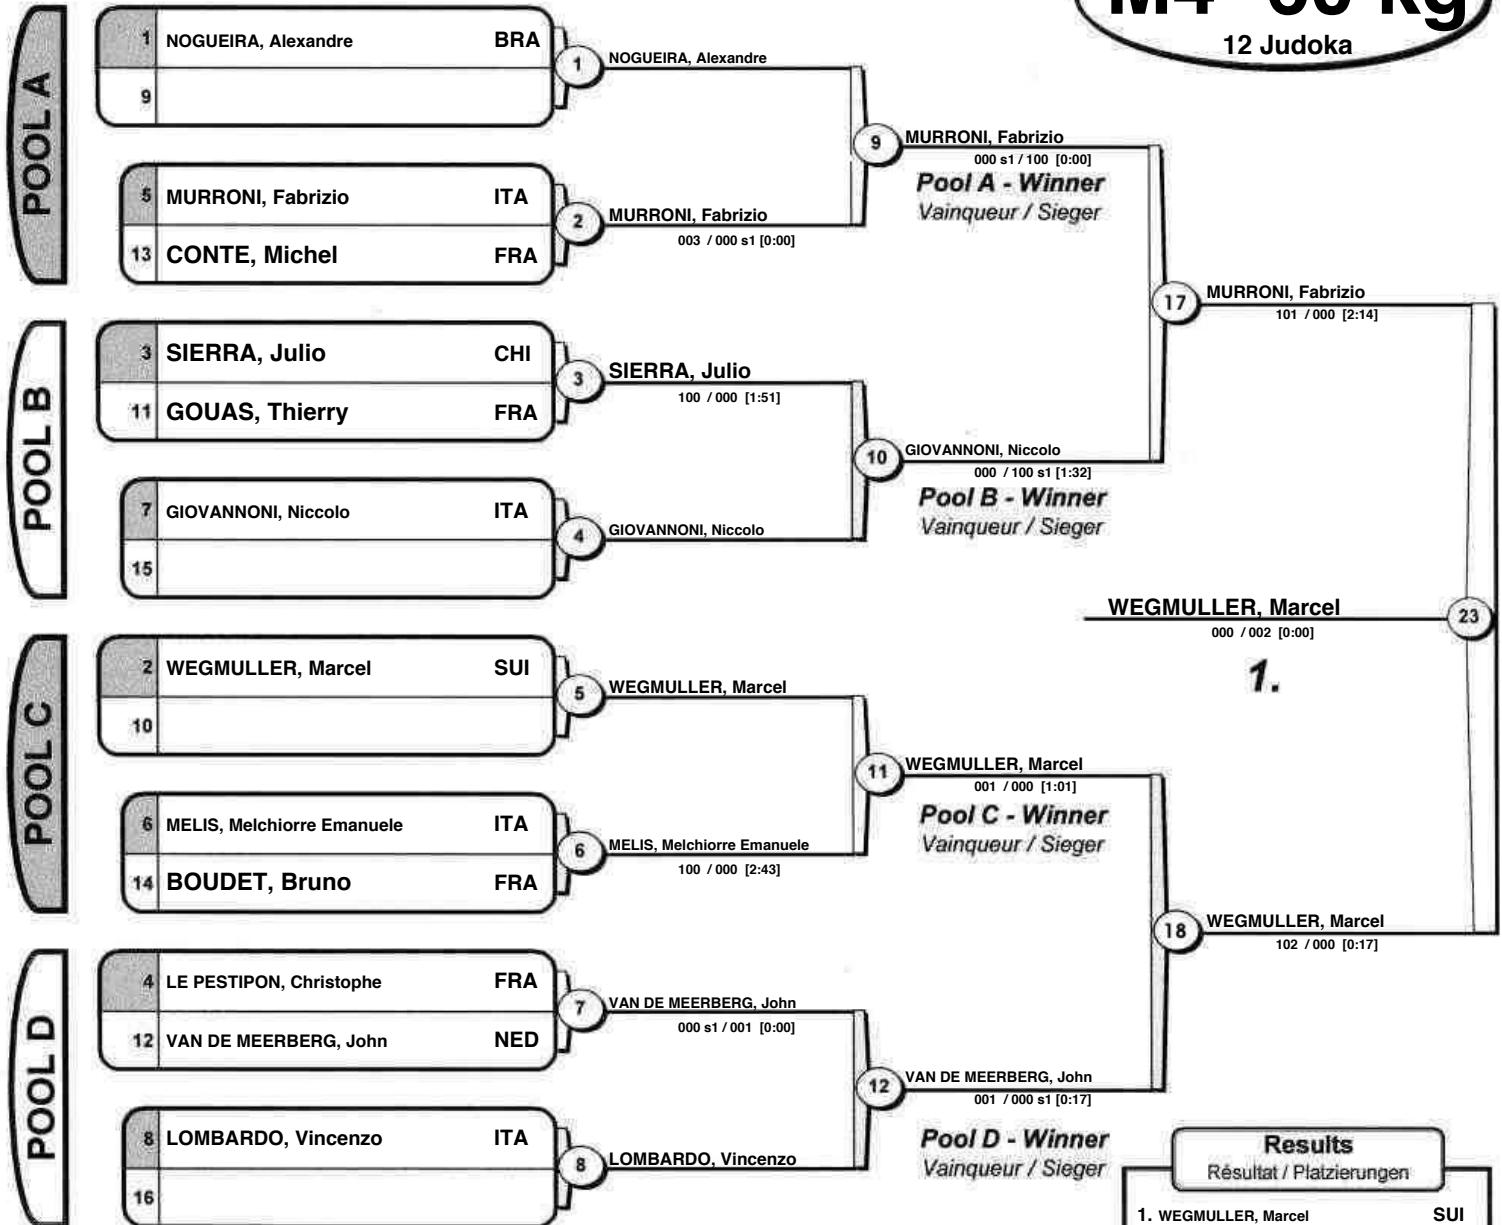 M4 -60 kg
12 Judoka
POOL A
1 NOGUEIRA, Alexandre BRA
9
1
NOGUEIRA, Alexandre
5 MURRONI, Fabrizio ITA
13 CONTE, Michel FRA
2
MURRONI, Fabrizio
003 / 000 s1 [0:00]
9
MURRONI, Fabrizio
000 s1 / 100 [0:00]
Pool A - Winner
Vainqueur / Sieger
POOL B
3 SIERRA, Julio CHI
11 GOUAS, Thierry FRA
3
SIERRA, Julio
100 / 000 [1:51]
7 GIOVANNONI, Niccolo ITA
15
4
GIOVANNONI, Niccolo
10
GIOVANNONI, Niccolo
000 / 100 s1 [1:32]
Pool B - Winner
Vainqueur / Sieger
17
MURRONI, Fabrizio
101 / 000 [2:14]
WEGMULLER, Marcel
000 / 002 [0:00]
1.
23
POOL C
2 WEGMULLER, Marcel SUI
10
5
WEGMULLER, Marcel
6 MELIS, Melchiorre Emanuele ITA
14 BOUDET, Bruno FRA
6
MELIS, Melchiorre Emanuele
100 / 000 [2:43]
11
WEGMULLER, Marcel
001 / 000 [1:01]
Pool C - Winner
Vainqueur / Sieger
18
WEGMULLER, Marcel
102 / 000 [0:17]
POOL D
4 LE PESTIPON, Christophe FRA
12 VAN DE MEERBERG, John NED
7
VAN DE MEERBERG, John
000 s1 / 001 [0:00]
8 LOMBARDO, Vincenzo ITA
16
8
LOMBARDO, Vincenzo
12
VAN DE MEERBERG, John
001 / 000 s1 [0:17]
Pool D - Winner
Vainqueur / Sieger
Results
Résultat / Platzierungen
1. WEGMULLER, Marcel SUI